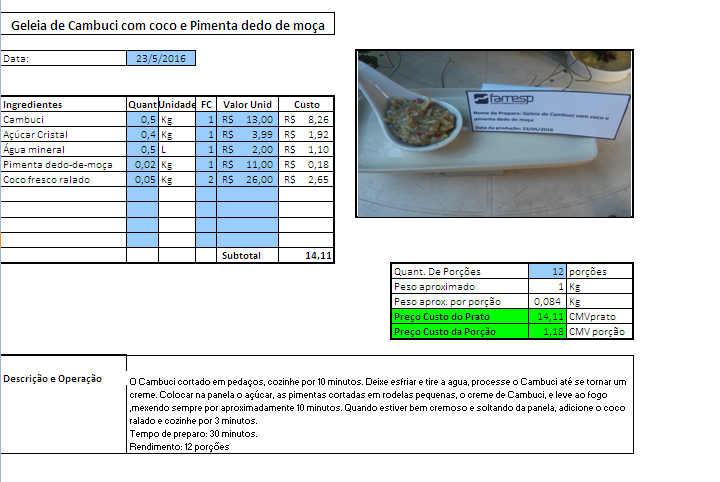 Geleia de Cambuci com coco e Pimenta dedo de moça
Data: 23/5/2016
Ingredientes Quant Unidade FC Valor Unid Custo
Cambuci 0,5 Kg 1 R$ 13,00 R$ 8,26
Açúcar Cristal 0,4 Kg 1 R$ 3,99 R$ 1,92
Água mineral 0,5 L 1 R$ 2,00 R$ 1,10
Pimenta dedo-de-moça 0,02 Kg 1 R$ 11,00 R$ 0,18
Coco fresco ralado 0,05 Kg 2 R$ 26,00 R$ 2,65
Subtotal 14,11
famesp
Nome da Preparo: Geleia de Cambuci com coco e
pimenta dedo de moça
Data da produção: 23/05/2016
Quant. De Porções 12 porções
Peso aproximado 1 Kg
Peso aprox. por porção 0,084 Kg
Preço Custo do Prato 14,11 CMVprato
Preço Custo da Porção 1,18 CMV porção
Descrição e Operação
O Cambuci cortado em pedaços, cozinhe por 10 minutos. Deixe esfriar e tire a agua, processe o Cambuci até se tornar um
creme. Colocar na panela o açúcar, as pimentas cortadas em rodelas pequenas, o creme de Cambuci, e leve ao fogo
,mexendo sempre por aproximadamente 10 minutos. Quando estiver bem cremoso e soltando da panela, adicione o coco
ralado e cozinhe por 3 minutos.
Tempo de preparo: 30 minutos.
Rendimento: 12 porções